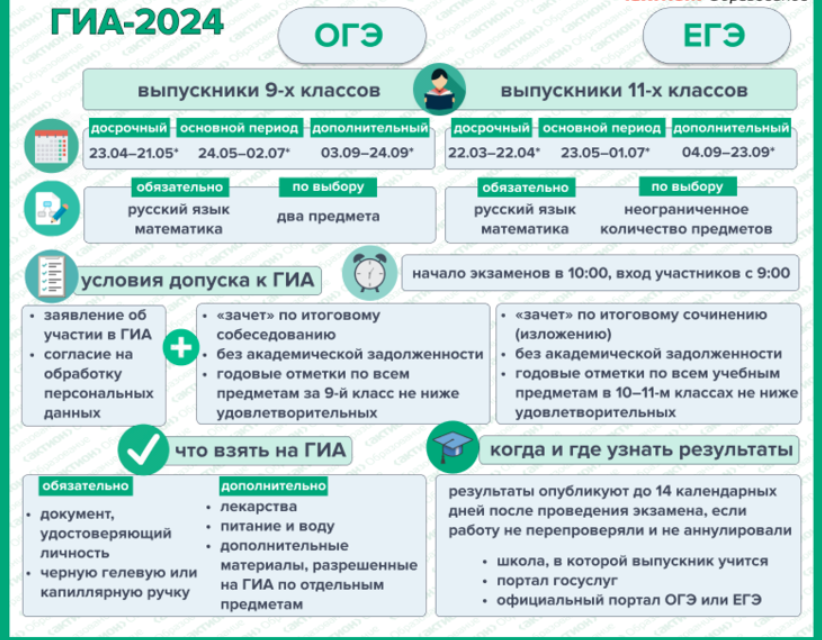 ГИА-2024
ОГЭ
ЕГЭ
выпускники 9-х классов
выпускники 11-х классов
досрочный основной период дополнительный
23.04–21.05* 24.05–02.07* 03.09–24.09*
досрочный основной период дополнительный
22.03–22.04* 23.05–01.07* 04.09–23.09*
обязательно
русский язык
математика
по выбору
два предмета
обязательно
русский язык
математика
по выбору
неограниченное
количество предметов
условия допуска к ГИА
начало экзаменов в 10:00, вход участников с 9:00
• заявление об
участии в ГИА
• согласие на
обработку
персональных
данных
• «зачет» по итоговому
собеседованию
• без академической задолженности
• годовые отметки по всем
предметам за 9-й класс не ниже
удовлетворительных
• «зачет» по итоговому сочинению
(изложению)
• без академической задолженности
• годовые отметки по всем учебным
предметам в 10–11-м классах не ниже
удовлетворительных
что взять на ГИА
обязательно
• документ,
удостоверяющий
личность
• черную гелевую или
капиллярную ручку
дополнительно
• лекарства
• питание и воду
• дополнительные
материалы, разрешенные
на ГИА по отдельным
предметам
когда и где узнать результаты
результаты опубликуют до 14 календарных
дней после проведения экзамена, если
работу не перепроверяли и не аннулировали
• школа, в которой выпускник учится
• портал госуслуг
• официальный портал ОГЭ или ЕГЭ